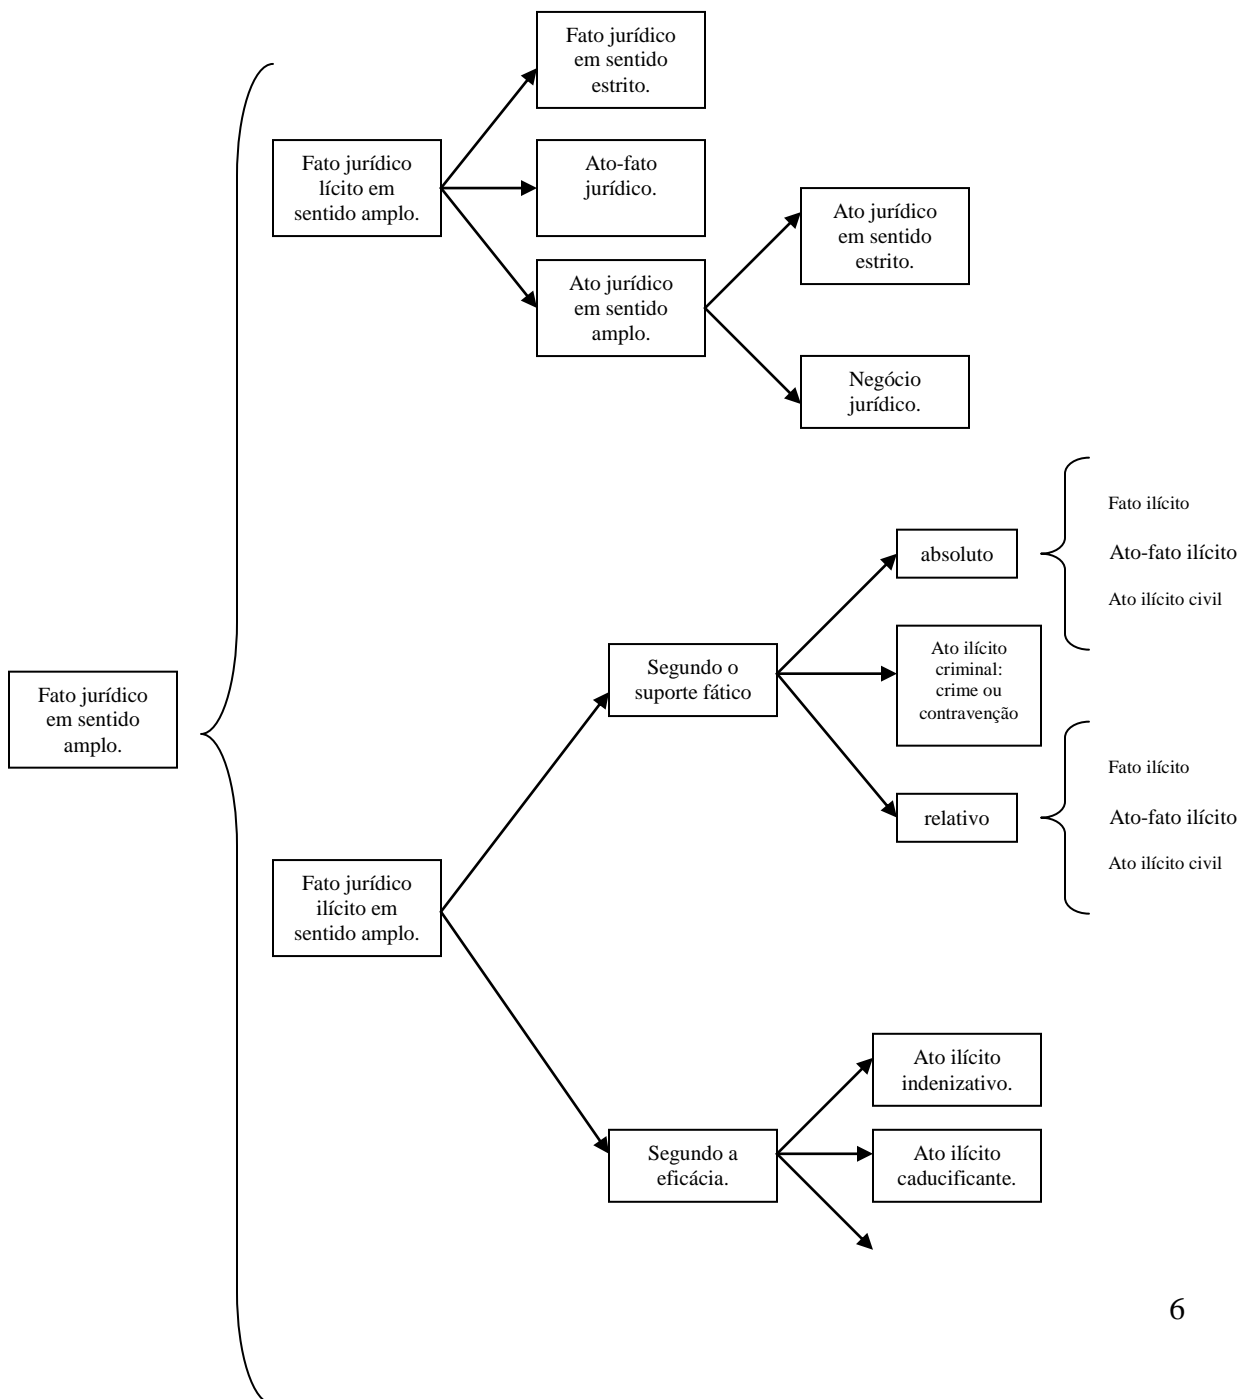 Fato jurídico
em sentido
estrito.
Fato jurídico
lícito em
sentido amplo.
Ato-fato
jurídico.
Ato jurídico
em sentido
estrito.
Ato jurídico
em sentido
amplo.
Negócio
jurídico.
Fato ilícito
absoluto
Ato-fato ilícito
Ato ilícito civil
Segundo o
suporte fático
Ato ilícito
criminal:
crime ou
contravenção
Fato jurídico
em sentido
amplo.
Fato ilícito
relativo
Ato-fato ilícito
Ato ilícito civil
Fato jurídico
ilícito em
sentido amplo.
Ato ilícito
indenizativo.
Segundo a
eficácia.
Ato ilícito
caducificante.
6